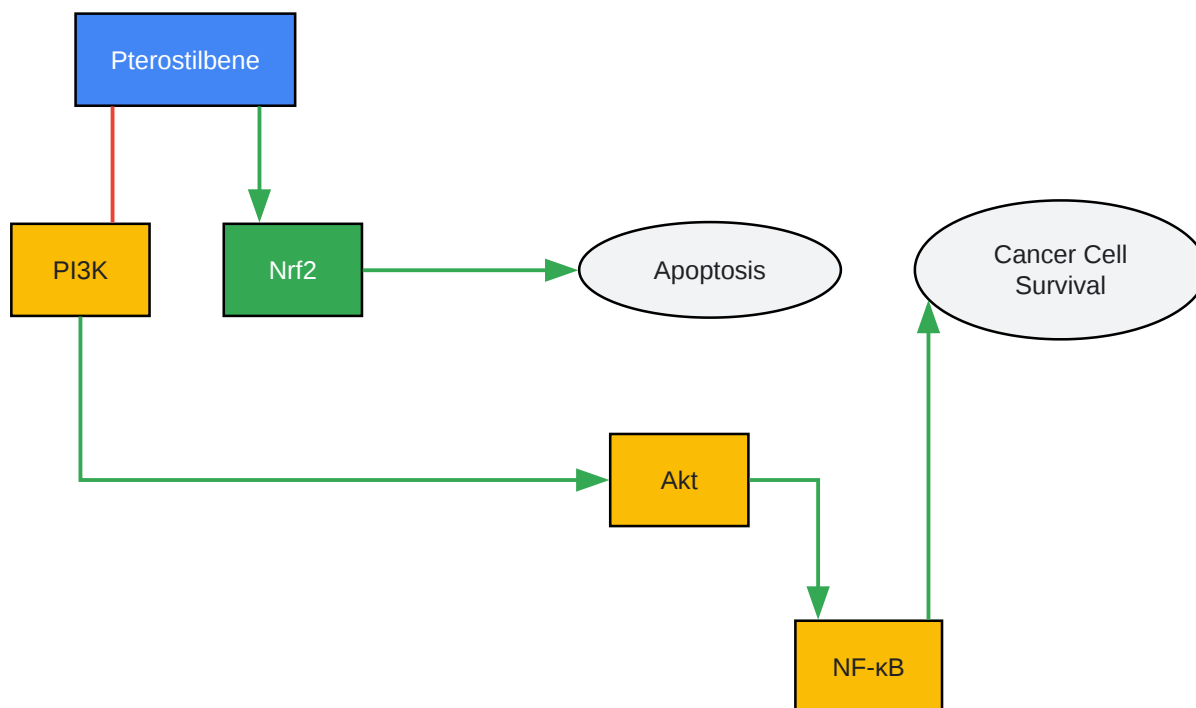 Pterostilbene
PI3K
Nrf2
Apoptosis
Cancer Cell
Survival
Akt
NF-κB